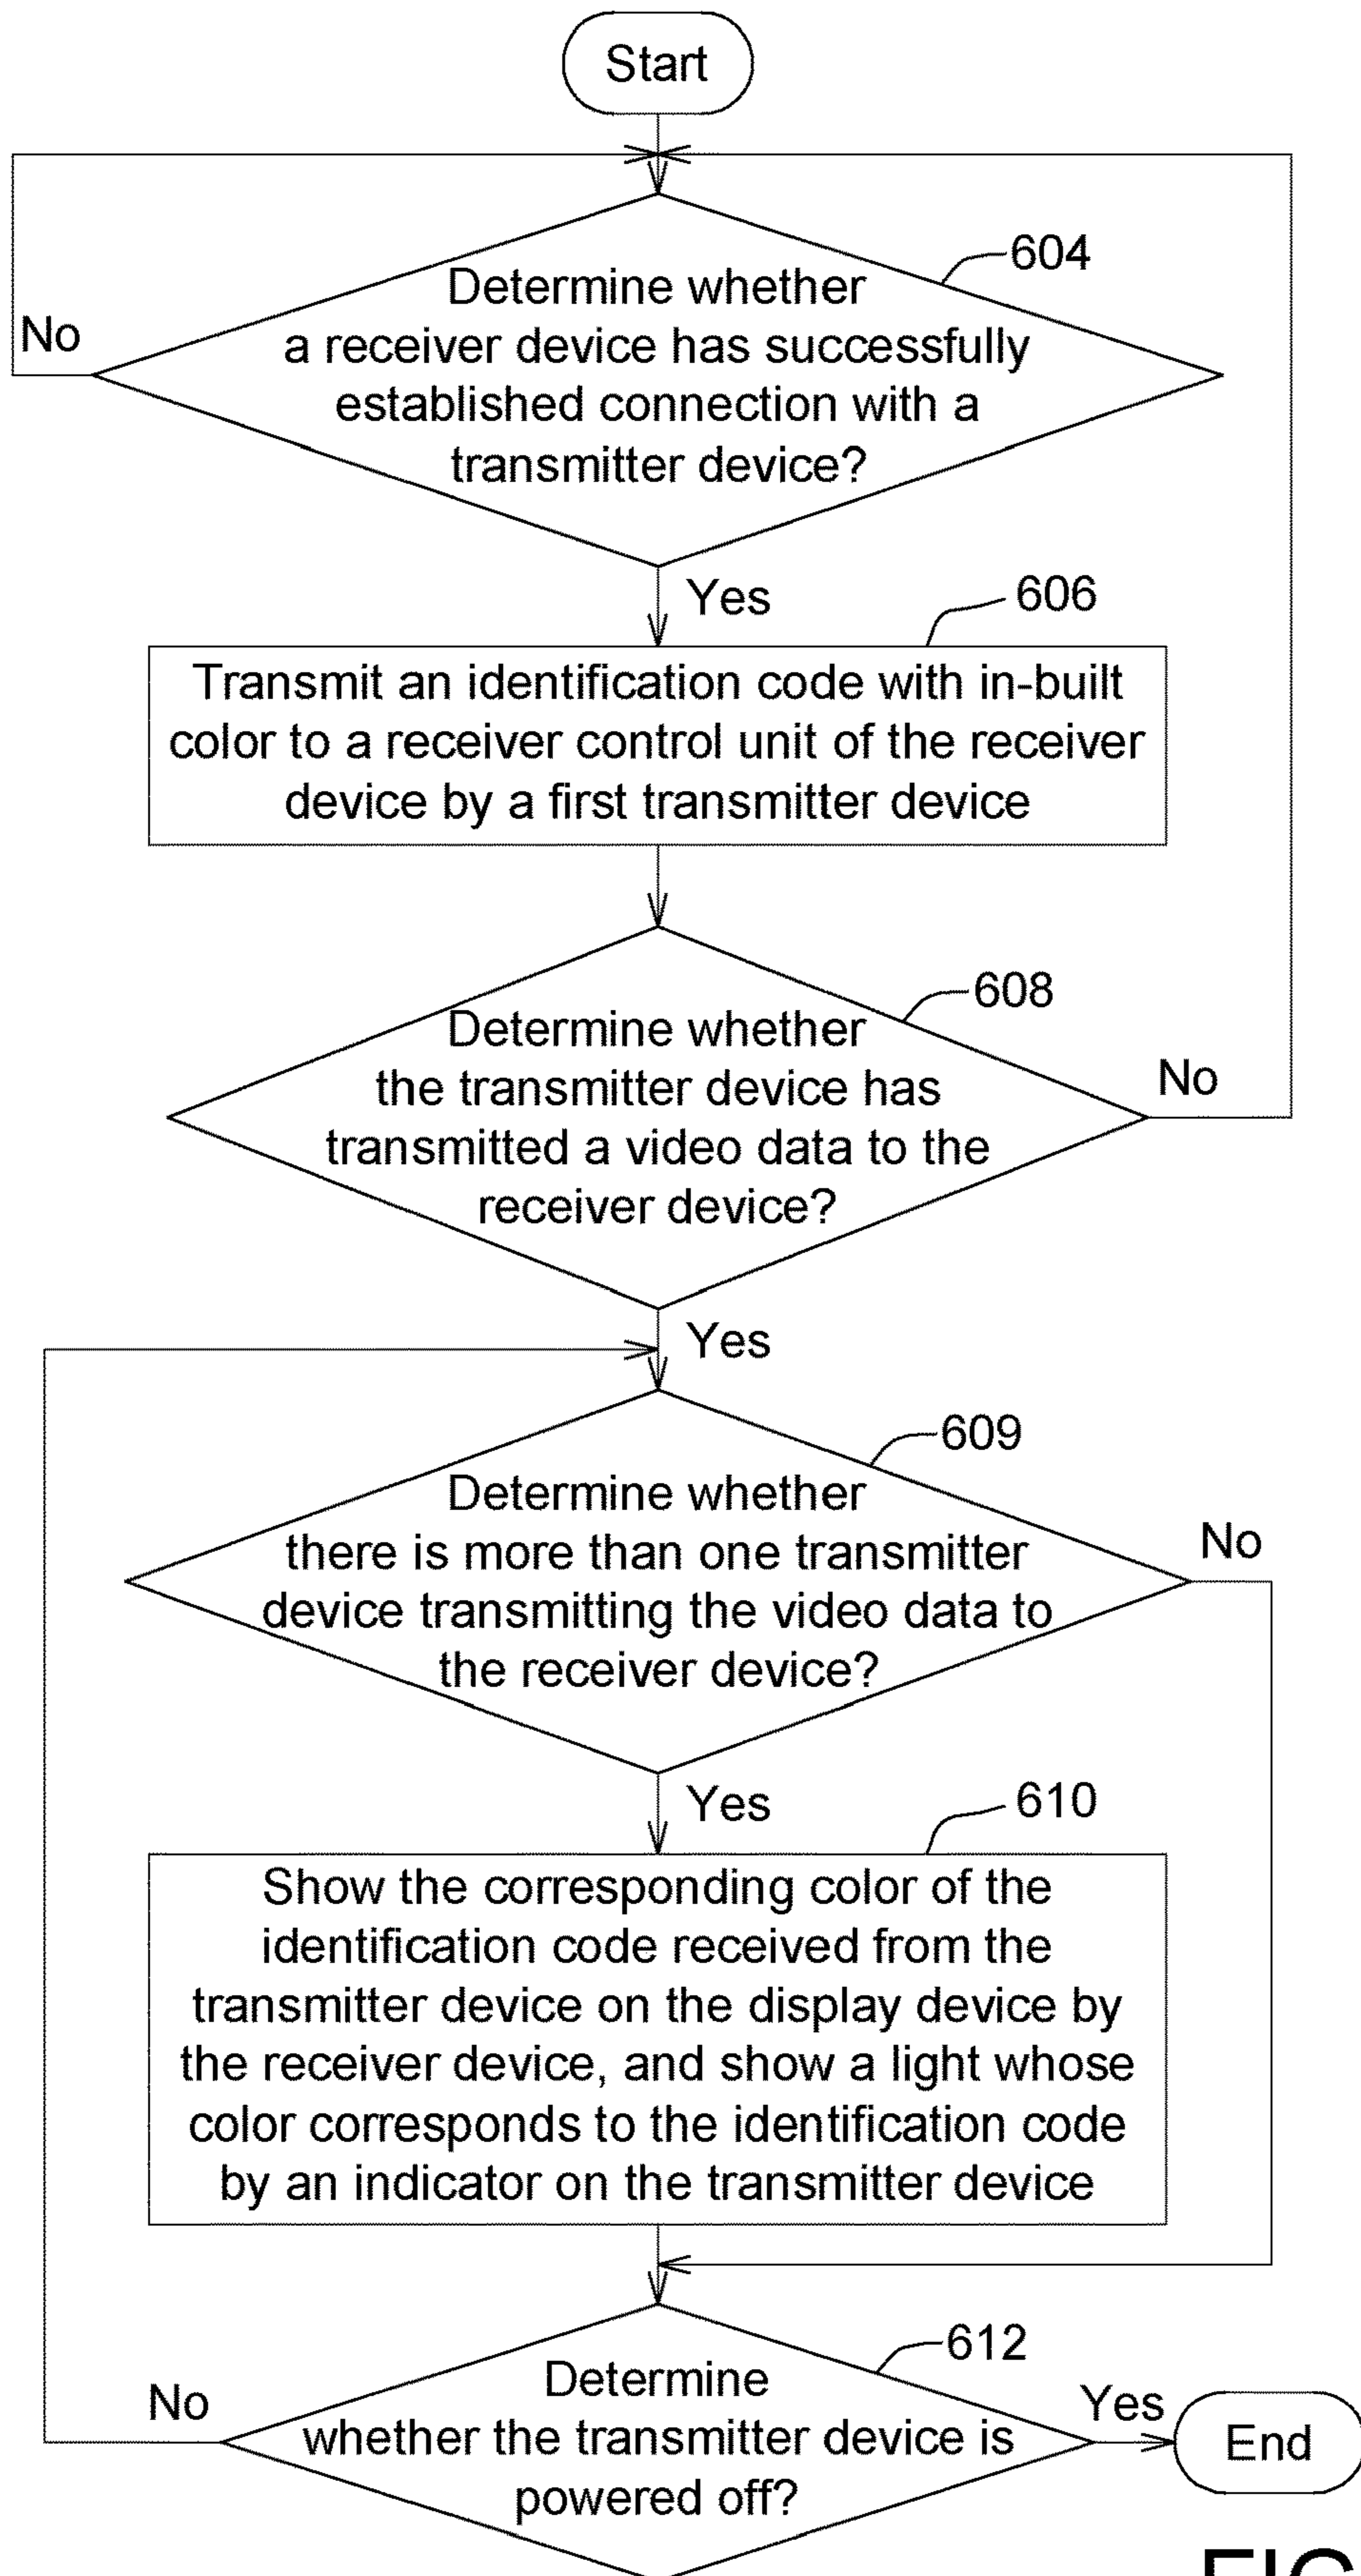 Start
604
Determine whether
a receiver device has successfully
established connection with a
transmitter device?
No
Yes
606
Transmit an identification code with in-built
color to a receiver control unit of the receiver
device by a first transmitter device
608
Determine whether
the transmitter device has
transmitted a video data to the
receiver device?
No
Yes
609
Determine whether
there is more than one transmitter
device transmitting the video data to
the receiver device?
No
Yes
610
Show the corresponding color of the
identification code received from the
transmitter device on the display device by
the receiver device, and show a light whose
color corresponds to the identification code
by an indicator on the transmitter device
612
Determine
whether the transmitter device is
powered off?
No
Yes
End
FIG